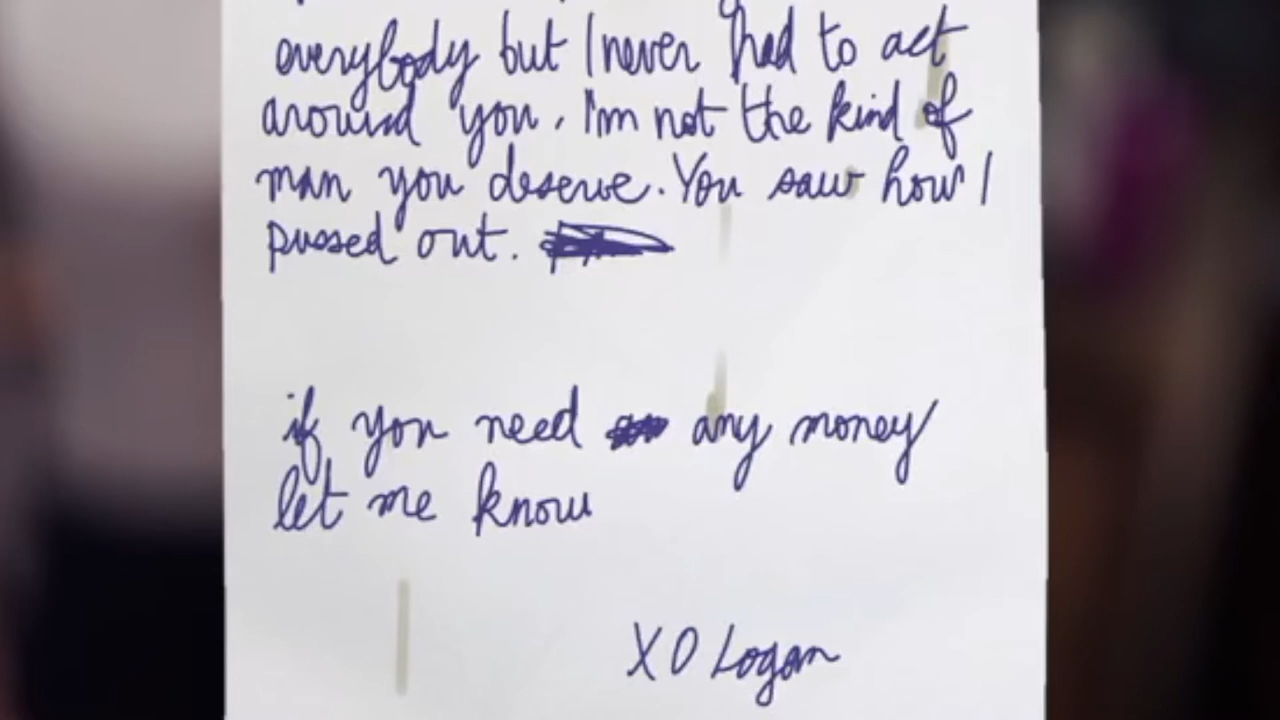 everybody but I never had to act
around you. I'm not the kind of
man you deserve. You saw how I
pussed out.
if you need any money
let me know
XO Logan